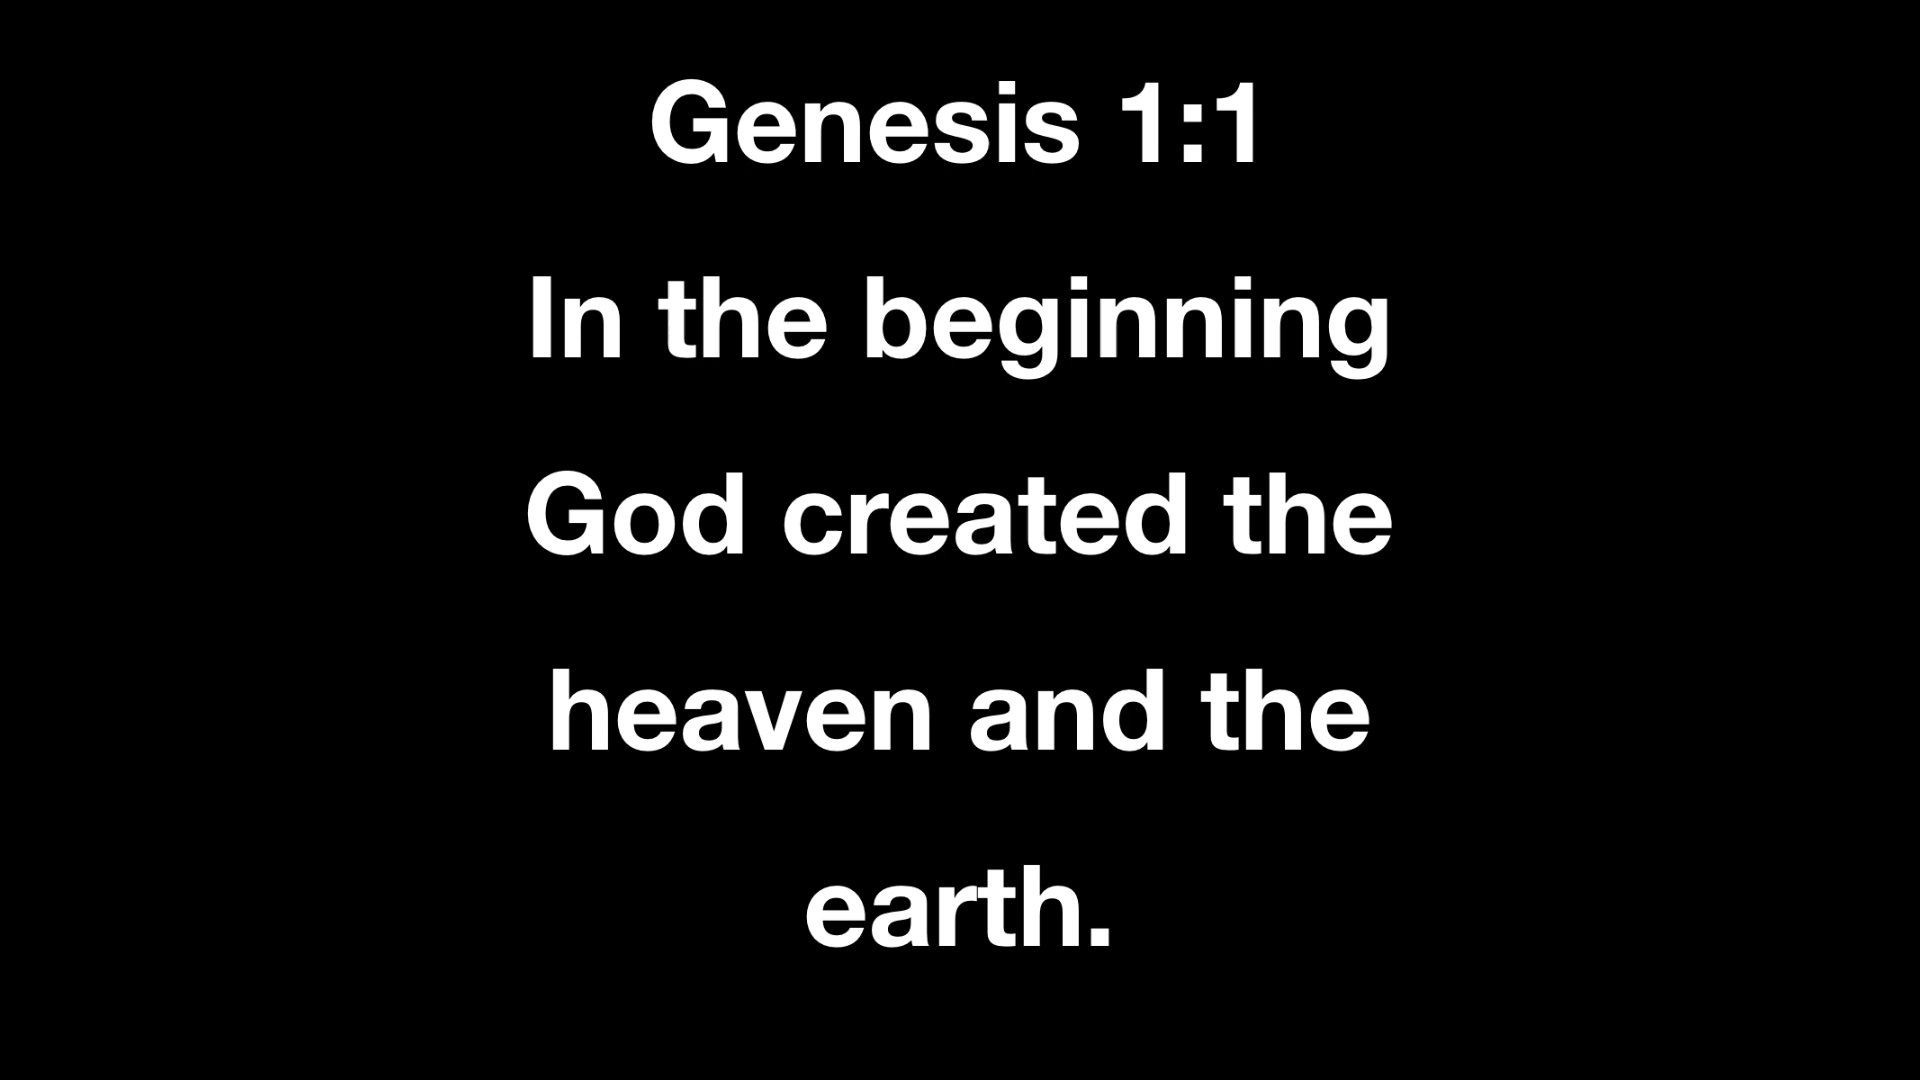 Genesis 1:1
In the beginning
God created the
heaven and the
earth.